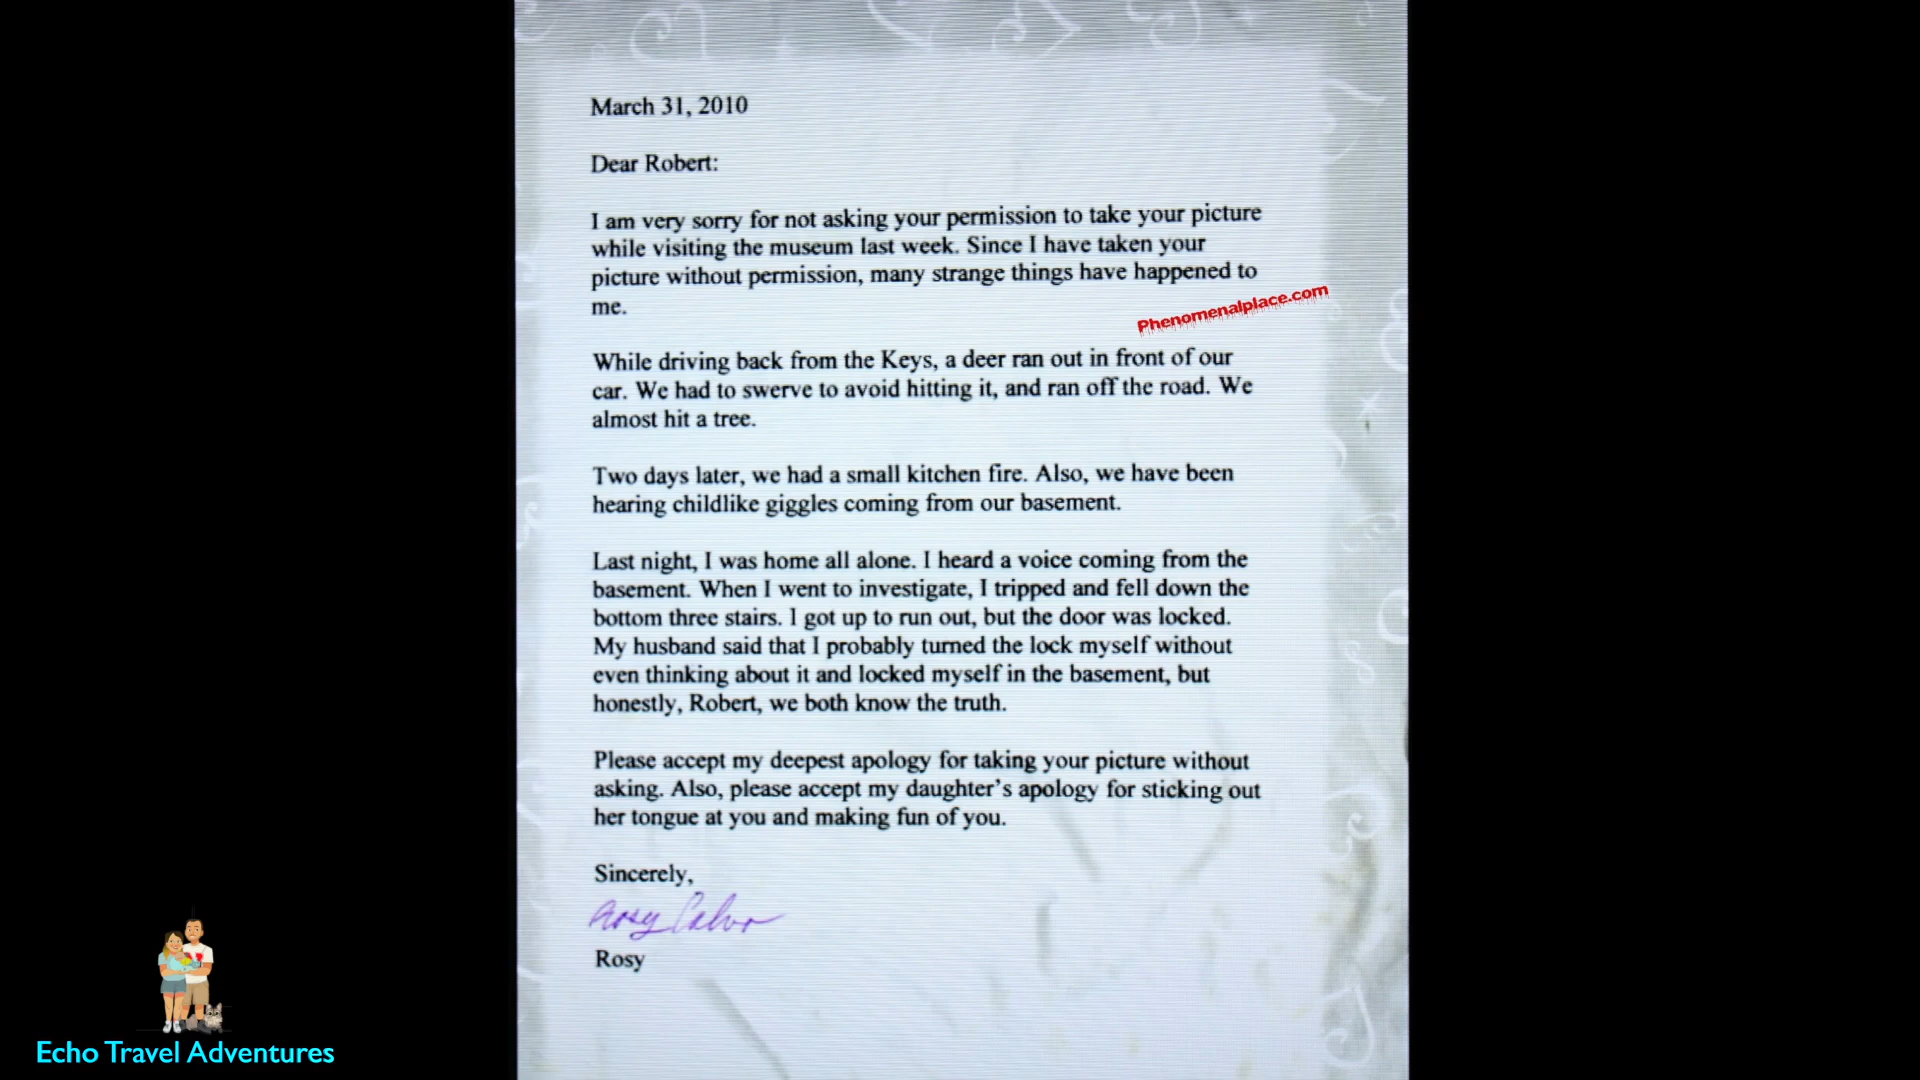 March 31, 2010
Dear Robert:
I am very sorry for not asking your permission to take your picture
while visiting the museum last week. Since I have taken your
picture without permission, many strange things have happened to
me.
Phenomenalplace.com
While driving back from the Keys, a deer ran out in front of our
car. We had to swerve to avoid hitting it, and ran off the road. We
almost hit a tree.
Two days later, we had a small kitchen fire. Also, we have been
hearing childlike giggles coming from our basement.
Last night, I was home all alone. I heard a voice coming from the
basement. When I went to investigate, I tripped and fell down the
bottom three stairs. I got up to run out, but the door was locked.
My husband said that I probably turned the lock myself without
even thinking about it and locked myself in the basement, but
honestly, Robert, we both know the truth.
Please accept my deepest apology for taking your picture without
asking. Also, please accept my daughter's apology for sticking out
her tongue at you and making fun of you.
Sincerely,
Rosy Calvo
Rosy
Echo Travel Adventures